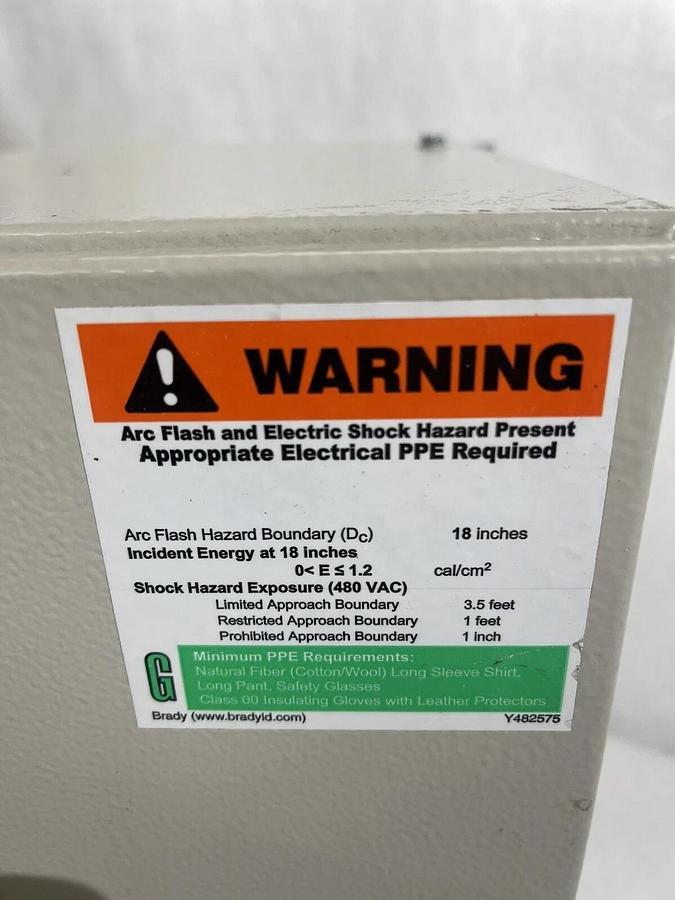 WARNING
Arc Flash and Electric Shock Hazard Present
Appropriate Electrical PPE Required
Arc Flash Hazard Boundary (DC) 18 inches
Incident Energy at 18 inches
0< E ≤ 1.2 cal/cm²
Shock Hazard Exposure (480 VAC)
Limited Approach Boundary 3.5 feet
Restricted Approach Boundary 1 feet
Prohibited Approach Boundary 1 inch
G
Minimum PPE Requirements:
Natural Fiber (Cotton/Wool) Long Sleeve Shirt,
Long Pant, Safety Glasses
Class 00 Insulating Gloves with Leather Protectors
Brady (www.bradyid.com) Y482575